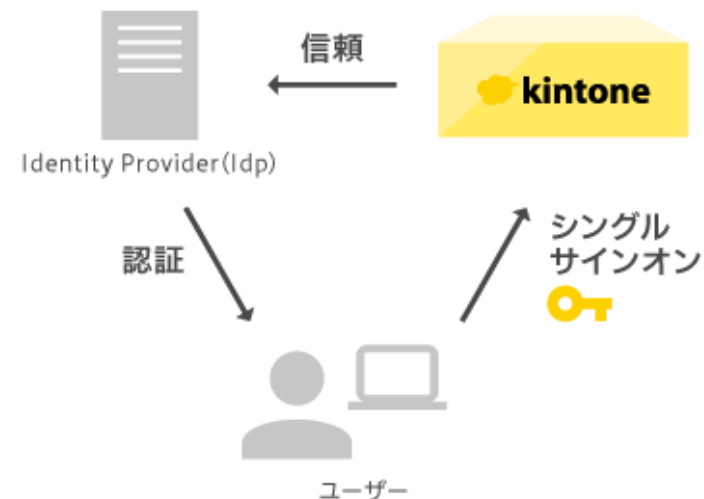 信頼
kintone
Identity Provider(Idp)
認証
シングル
サインオン
ユーザー